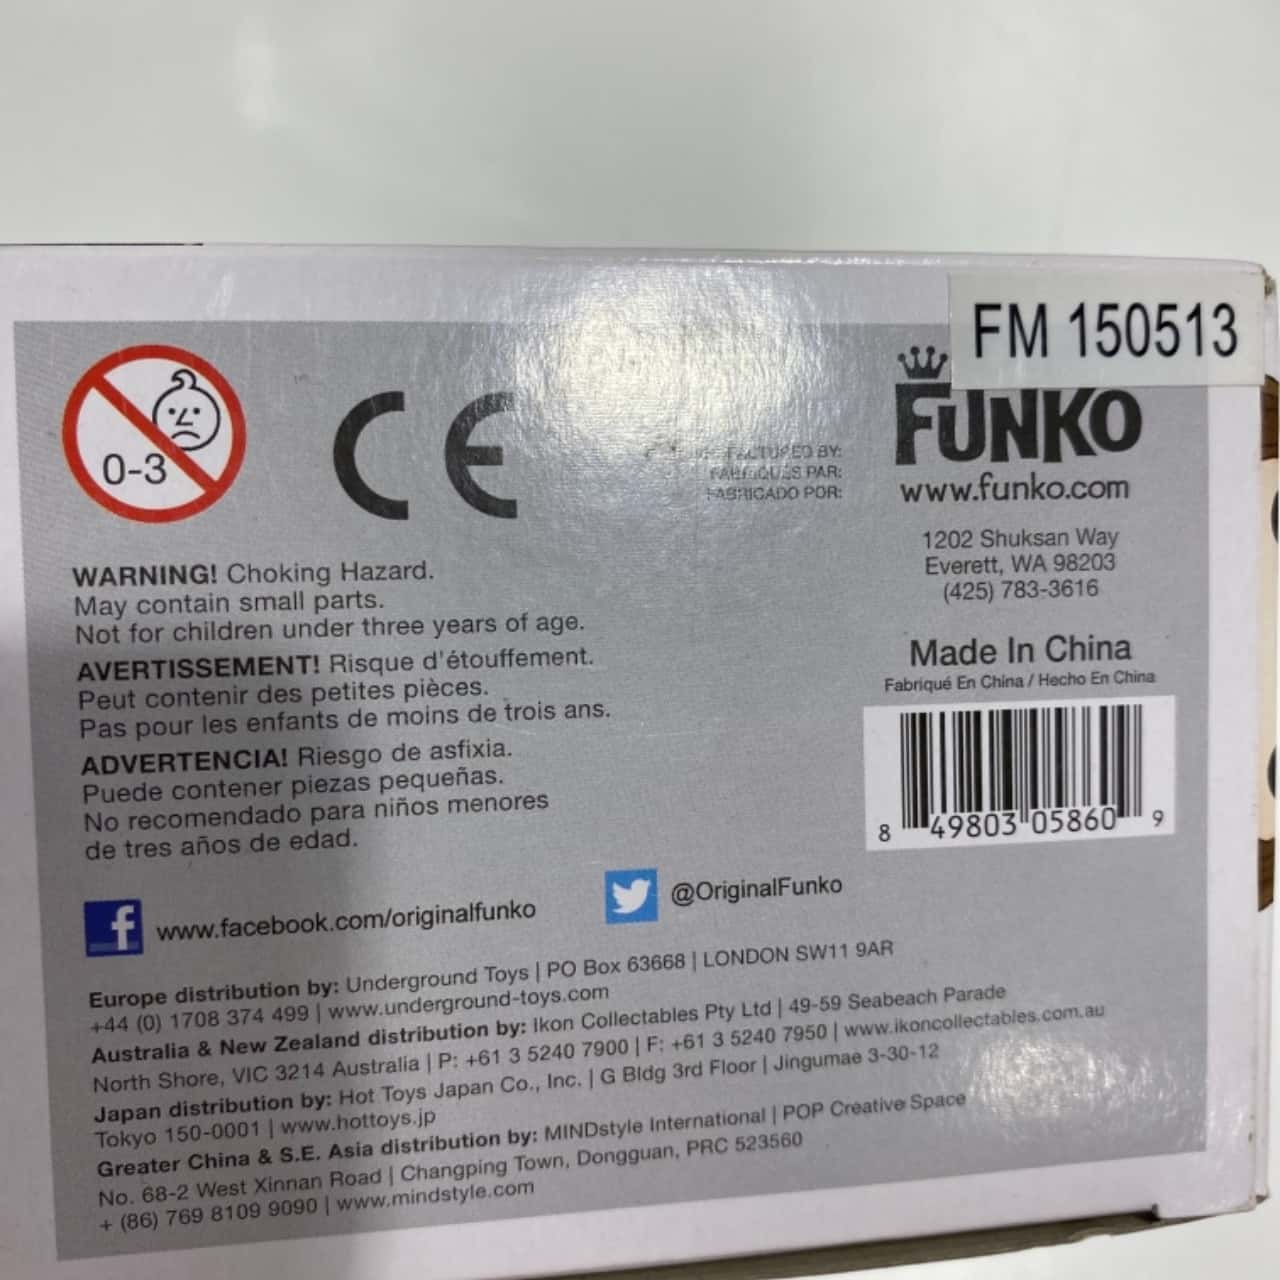 FM 150513
0-3
CE
FUNKO
www.funko.com
BY:
PAR:
FABRICADO POR:
1202 Shuksan Way
Everett, WA 98203
(425) 783-3616
Made In China
Fabriqué En China / Hecho En China
8 49803 05860 9
WARNING! Choking Hazard.
May contain small parts.
Not for children under three years of age.
AVERTISSEMENT! Risque d'étouffement.
Peut contenir des petites pièces.
Pas pour les enfants de moins de trois ans.
ADVERTENCIA! Riesgo de asfixia.
Puede contener piezas pequeñas.
No recomendado para niños menores
de tres años de edad.
f www.facebook.com/originalfunko
@OriginalFunko
Europe distribution by: Underground Toys | PO Box 63668 | LONDON SW11 9AR
+44 (0) 1708 374 499 | www.underground-toys.com
Australia & New Zealand distribution by: Ikon Collectables Pty Ltd | 49-59 Seabeach Parade
North Shore, VIC 3214 Australia | P: +61 3 5240 7900 | F: +61 3 5240 7950 | www.ikoncollectables.com.au
Japan distribution by: Hot Toys Japan Co., Inc. | G Bldg 3rd Floor | Jingumae 3-30-12
Tokyo 150-0001 | www.hottoys.jp
Greater China & S.E. Asia distribution by: MINDstyle International | POP Creative Space
No. 68-2 West Xinnan Road | Changping Town, Dongguan, PRC 523560
+ (86) 769 8109 9090 | www.mindstyle.com